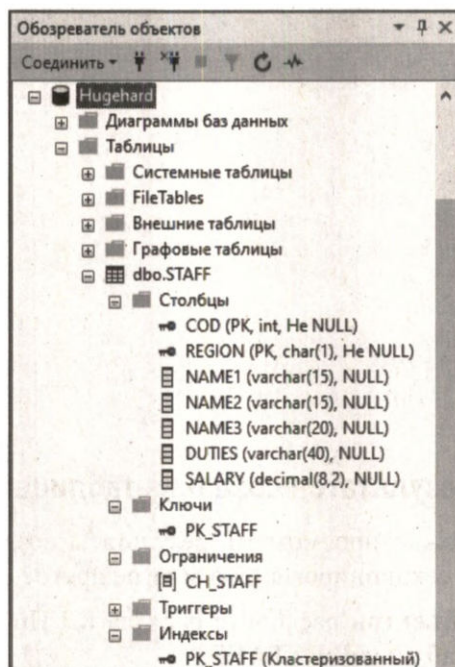 Обозреватель объектов
Соединить
Hugehard
Диаграммы баз данных
Таблицы
Системные таблицы
FileTables
Внешние таблицы
Графовые таблицы
dbo.STAFF
Столбцы
COD (PK, int, Не NULL)
REGION (PK, char(1), Не NULL)
NAME1 (varchar(15), NULL)
NAME2 (varchar(15), NULL)
NAME3 (varchar(20), NULL)
DUTIES (varchar(40), NULL)
SALARY (decimal(8,2), NULL)
Ключи
PK_STAFF
Ограничения
CH_STAFF
Триггеры
Индексы
PK_STAFF (Кластеризованный)